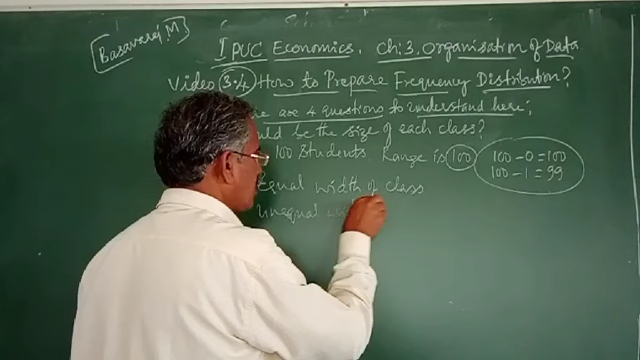 Basavaraj M
I PUC Economics. Ch:3. Organisation of Data
Video 3.4 How to Prepare Frequency Distribution?
are 4 questions to understand here;
be the size of each class?
100 Students Range is 100
100 - 0 = 100
100 - 1 = 99
Equal width of class
unequal